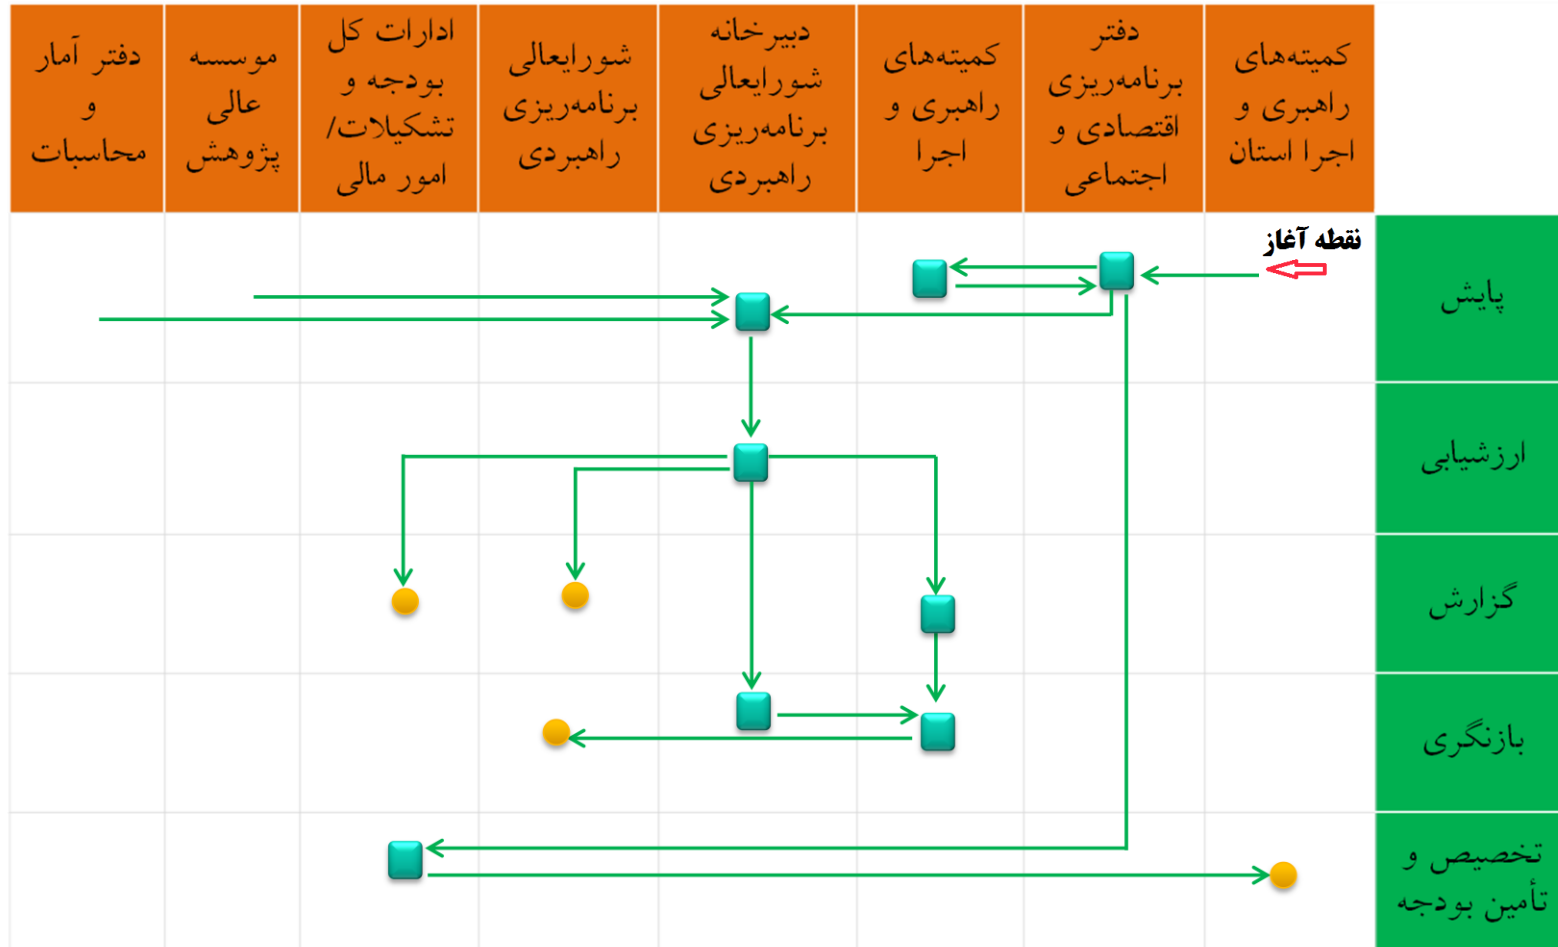 کمیته‌های
راهبری و
اجرا استان
دفتر
برنامه‌ریزی
اقتصادی و
اجتماعی
کمیته‌های
راهبری و
اجرا
دبیرخانه
شورایعالی
برنامه‌ریزی
راهبردی
شورایعالی
برنامه‌ریزی
راهبردی
ادارات کل
بودجه و
تشکیلات/
امور مالی
موسسه
عالی
پژوهش
دفتر آمار
و
محاسبات
نقطه آغاز
پایش
ارزشیابی
گزارش
بازنگری
تخصیص و
تأمین بودجه